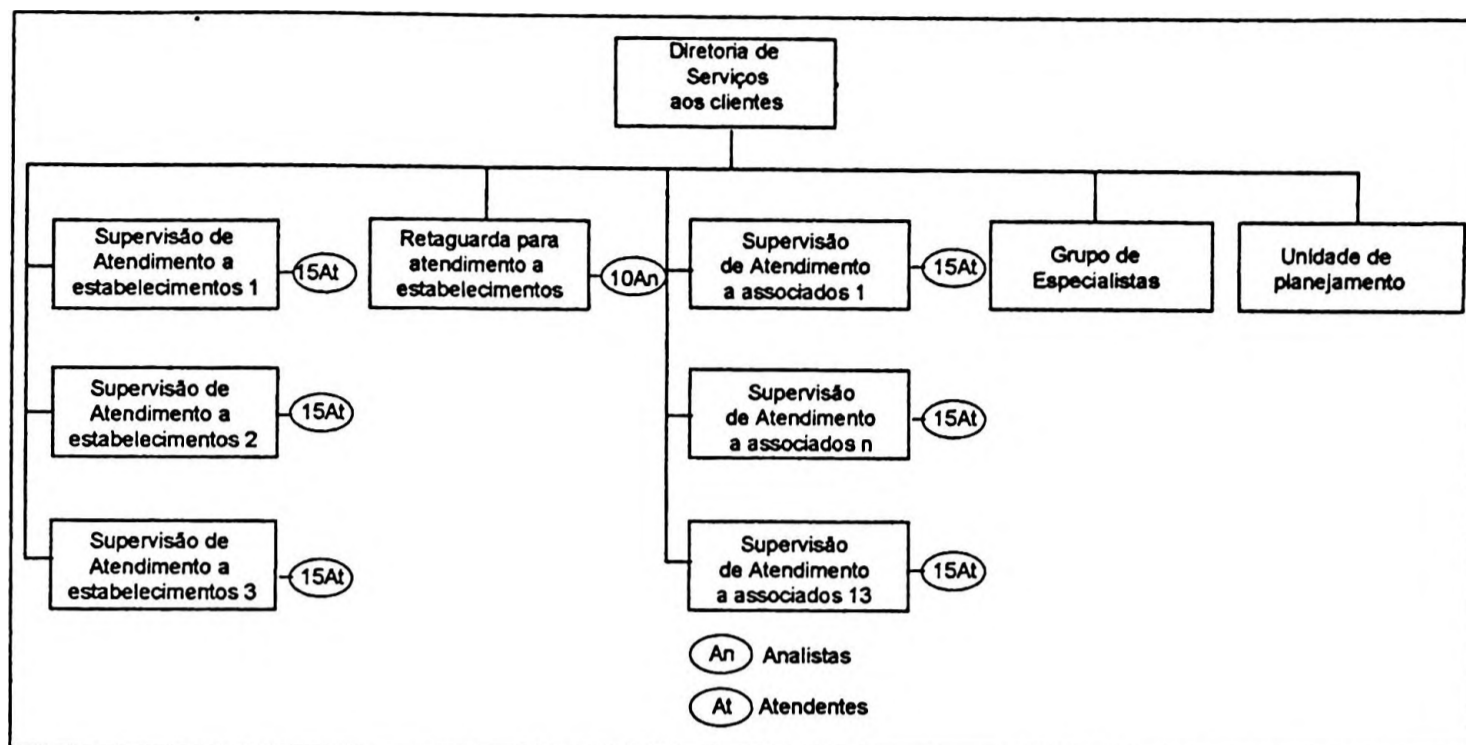 Diretoria de
Serviços
aos clientes
Supervisão de
Atendimento a
estabelecimentos 1
15At
Retaguarda para
atendimento a
estabelecimentos
10An
Supervisão
de Atendimento
a associados 1
15At
Grupo de
Especialistas
Unidade de
planejamento
Supervisão de
Atendimento a
estabelecimentos 2
15At
Supervisão
de Atendimento
a associados n
15At
Supervisão de
Atendimento a
estabelecimentos 3
15At
Supervisão
de Atendimento
a associados 13
15At
An Analistas
At Atendentes